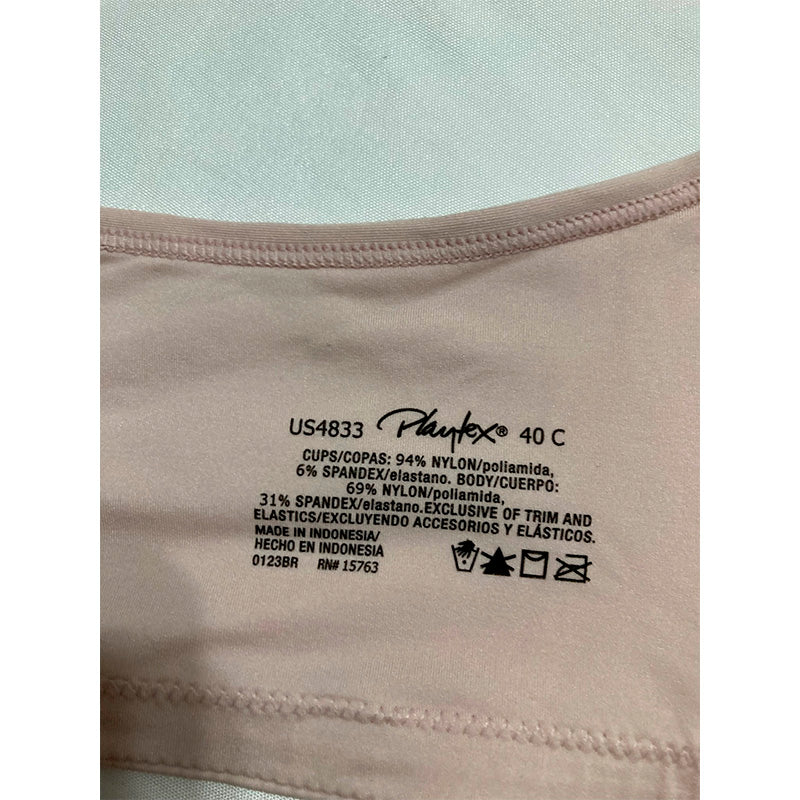 US4833 Playtex® 40 C
CUPS/COPAS: 94% NYLON/poliamida,
6% SPANDEX/elastano. BODY/CUERPO:
69% NYLON/poliamida,
31% SPANDEX/elastano.EXCLUSIVE OF TRIM AND
ELASTICS/EXCLUYENDO ACCESORIOS Y ELÁSTICOS.
MADE IN INDONESIA/
HECHO EN INDONESIA
0123BR RN# 15763